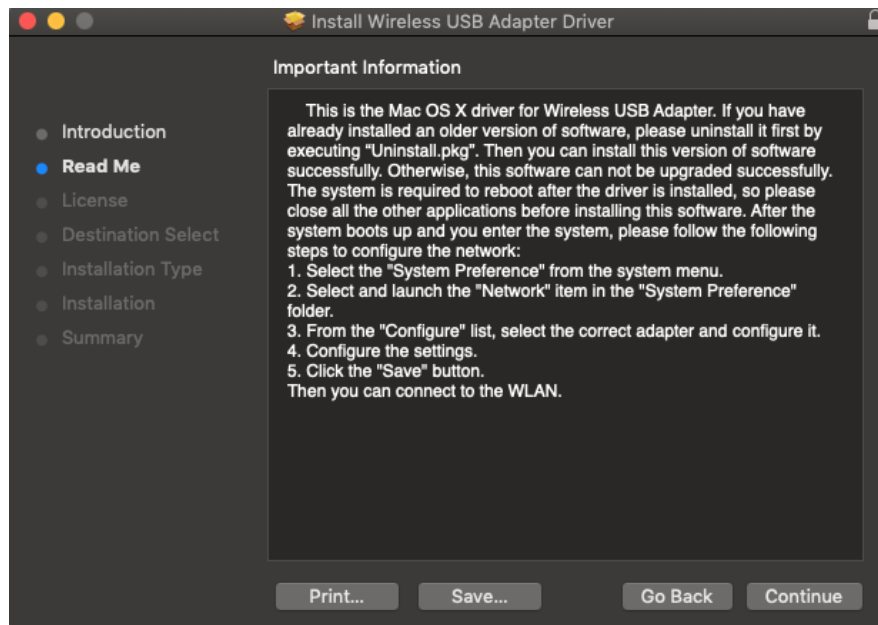 Install Wireless USB Adapter Driver
Important Information
Introduction
Read Me
License
Destination Select
Installation Type
Installation
Summary
This is the Mac OS X driver for Wireless USB Adapter. If you have
already installed an older version of software, please uninstall it first by
executing “Uninstall.pkg”. Then you can install this version of software
successfully. Otherwise, this software can not be upgraded successfully.
The system is required to reboot after the driver is installed, so please
close all the other applications before installing this software. After the
system boots up and you enter the system, please follow the following
steps to configure the network:
1. Select the "System Preference" from the system menu.
2. Select and launch the "Network" item in the "System Preference"
folder.
3. From the "Configure" list, select the correct adapter and configure it.
4. Configure the settings.
5. Click the "Save" button.
Then you can connect to the WLAN.
Print...
Save...
Go Back
Continue